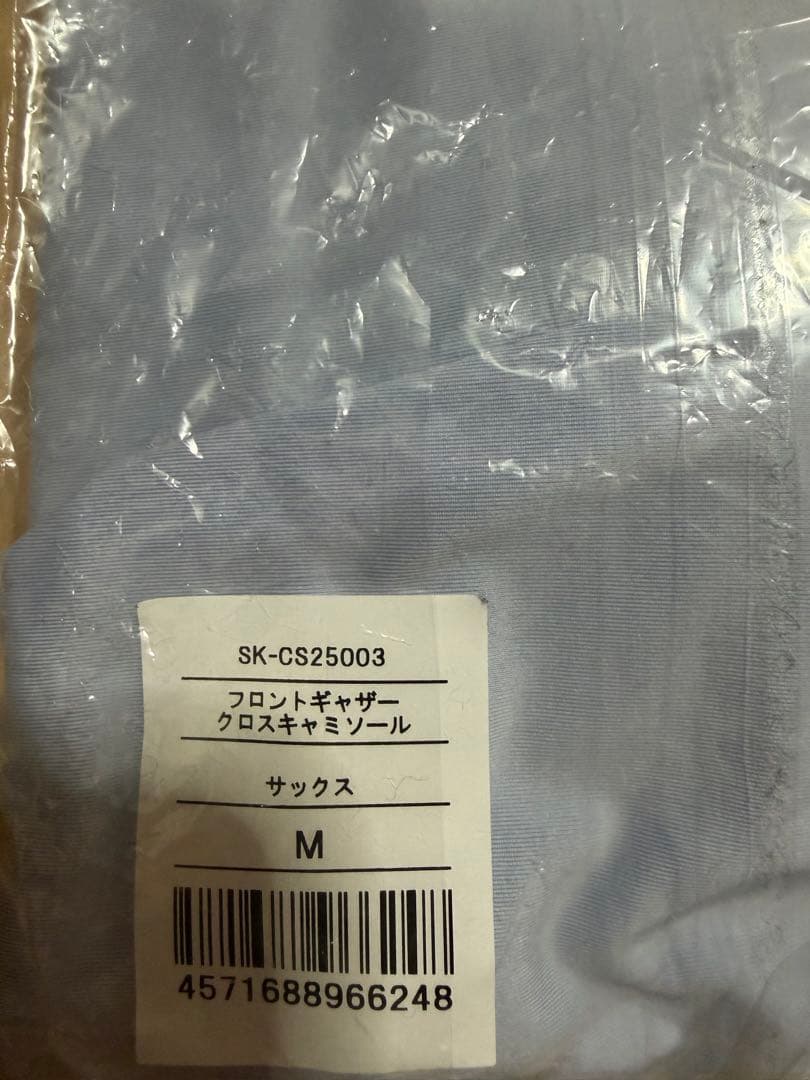 SK-CS25003
フロントギャザー
クロスキャミソール
サックス
M
4571688966248